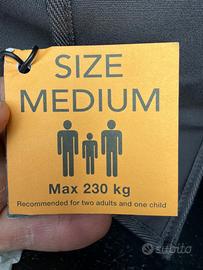 SIZE
MEDIUM
Max 230 kg
Recommended for two adults and one child
subito